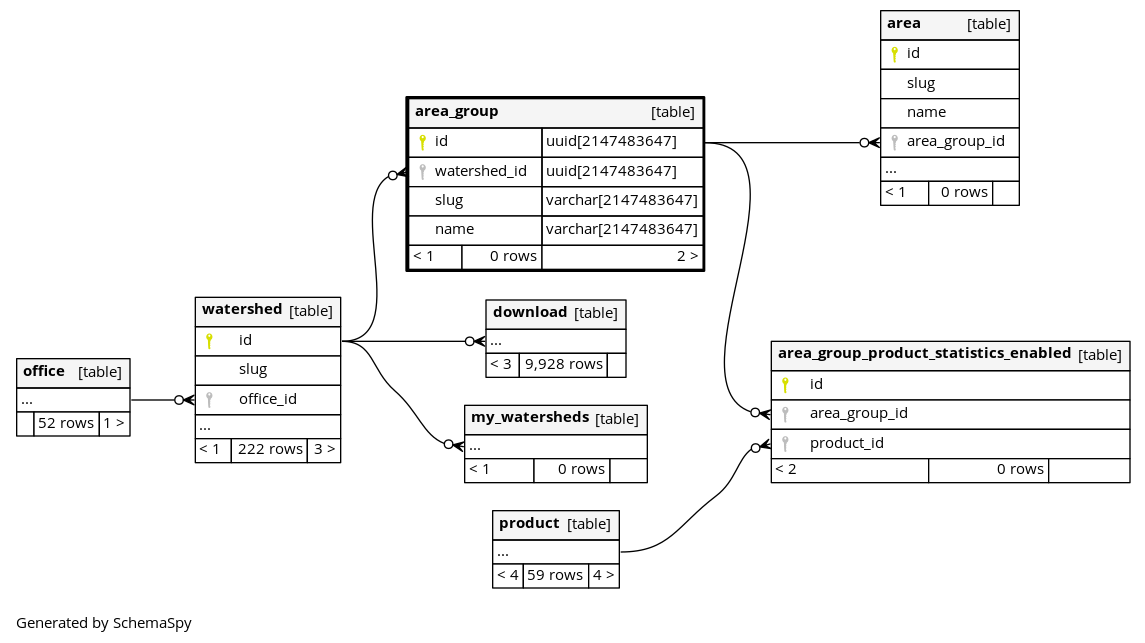 area [table]
id
slug
name
area_group_id
...
< 1 0 rows
area_group [table]
id uuid[2147483647]
watershed_id uuid[2147483647]
slug varchar[2147483647]
name varchar[2147483647]
< 1 0 rows 2 >
watershed [table]
id
slug
office_id
...
< 1 222 rows 3 >
download [table]
...
< 3 9,928 rows
office [table]
...
52 rows 1 >
my_watersheds [table]
...
< 1 0 rows
area_group_product_statistics_enabled [table]
id
area_group_id
product_id
< 2 0 rows
product [table]
...
< 4 59 rows 4 >
Generated by SchemaSpy